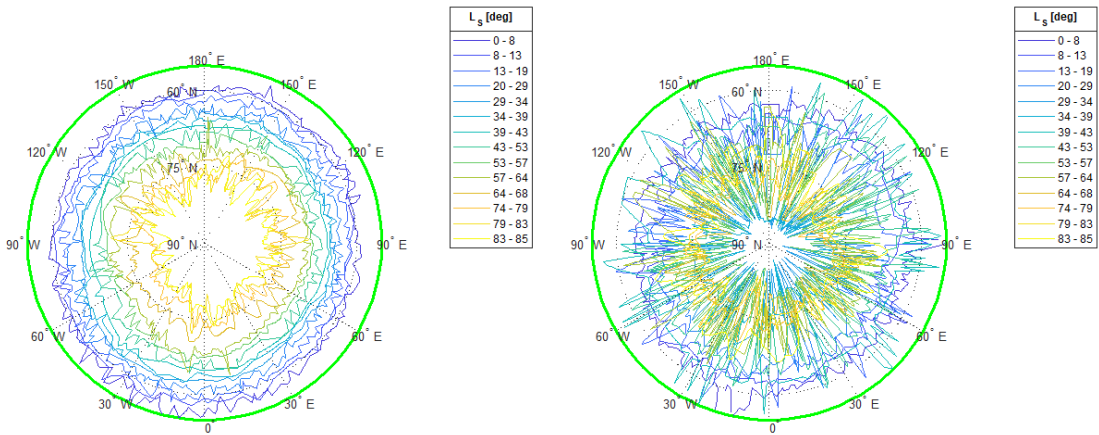 L_S [deg]
0 - 8
8 - 13
13 - 19
20 - 29
29 - 34
34 - 39
39 - 43
43 - 53
53 - 57
57 - 64
64 - 68
74 - 79
79 - 83
83 - 85
180° E
150° W
150° E
60° N
120° W
120° E
75° N
90° W
90° N
90° E
60° W
60° E
30° W
30° E
0°
L_S [deg]
0 - 8
8 - 13
13 - 19
20 - 29
29 - 34
34 - 39
39 - 43
43 - 53
53 - 57
57 - 64
64 - 68
74 - 79
79 - 83
83 - 85
180° E
150° W
150° E
60° N
120° W
120° E
75° N
90° W
90° N
90° E
60° W
60° E
30° W
30° E
0°